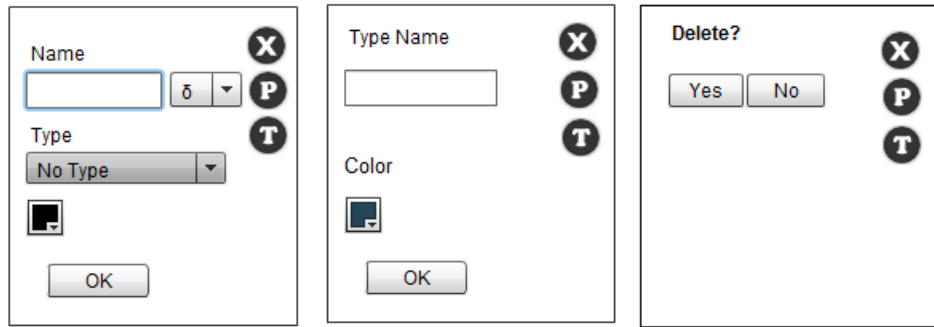 Name
X
δ
P
Type
T
No Type
OK
Type Name
X
P
T
Color
OK
Delete?
X
Yes No
P
T